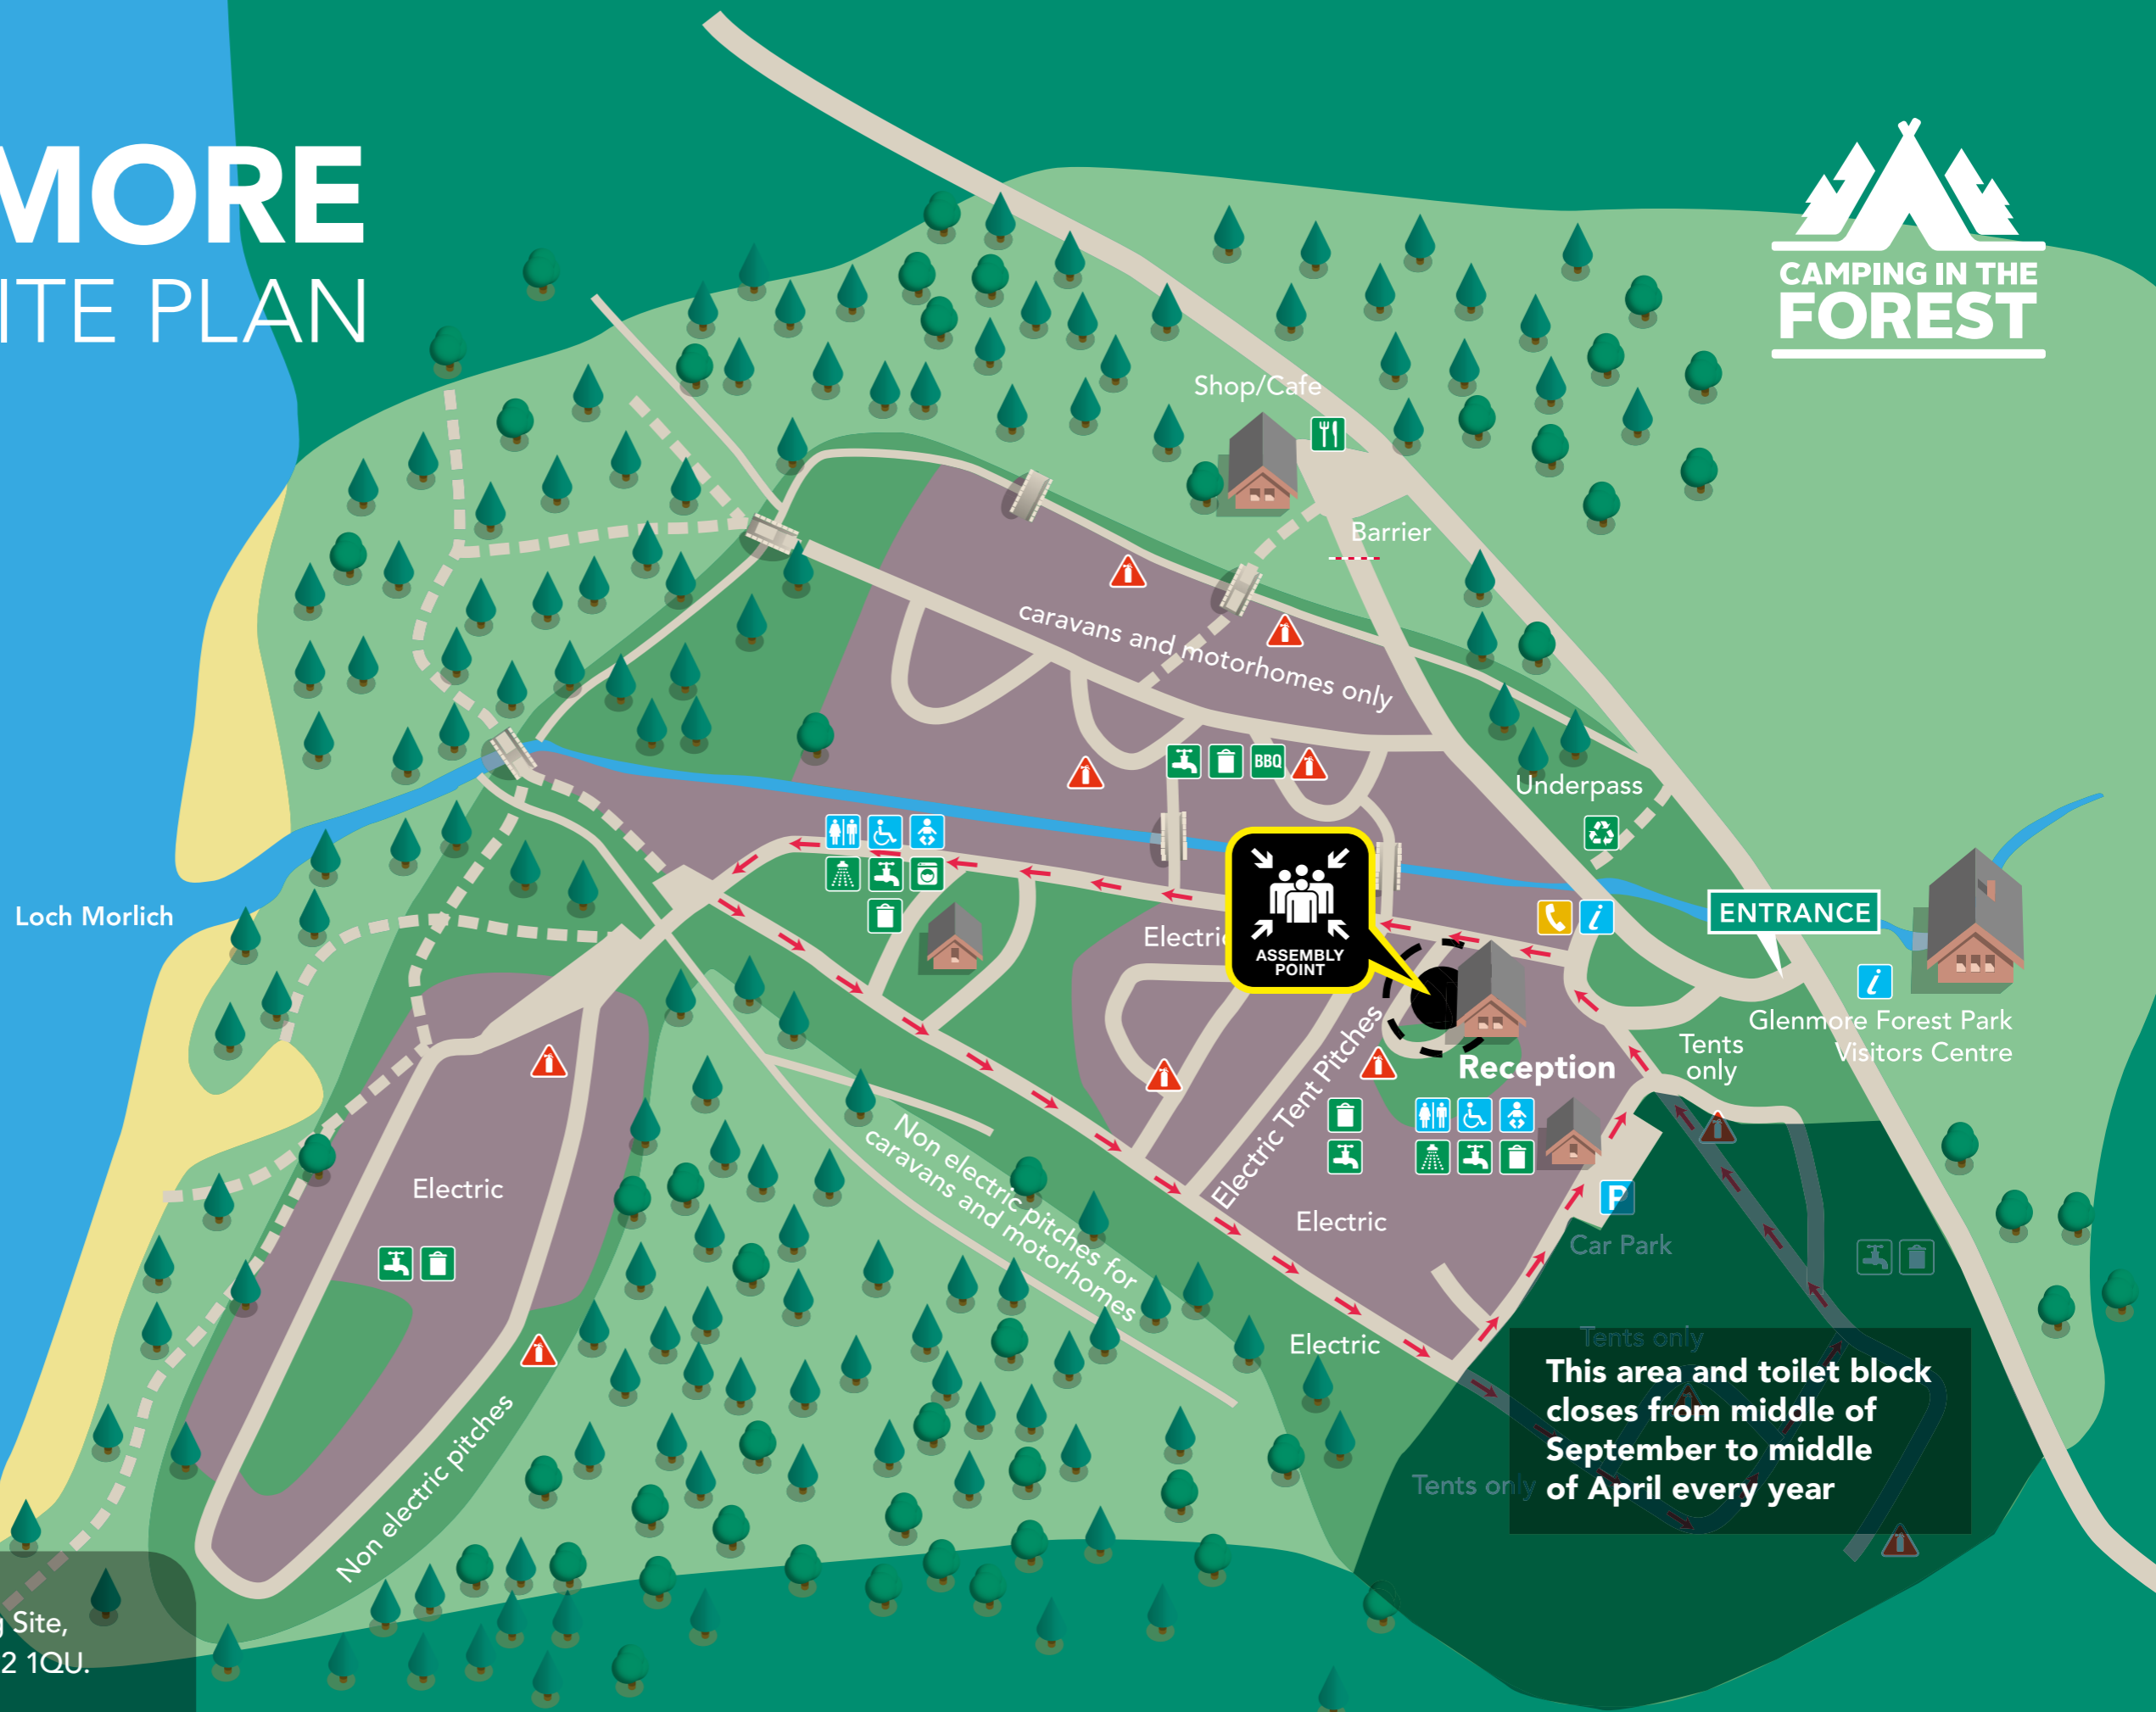 MORE
ITE PLAN
CAMPING IN THE
FOREST
Shop/Cafe
Barrier
caravans and motorhomes only
BBQ
Underpass
ENTRANCE
Loch Morlich
Electric
ASSEMBLY
POINT
i
i
Glenmore Forest Park
Visitors Centre
Tents
only
Reception
Electric Tent Pitches
Non electric pitches for
caravans and motorhomes
Electric
Electric
P
Car Park
Electric
Tents only
This area and toilet block
closes from middle of
September to middle
of April every year
Tents only
Non electric pitches
Site,
2 1QU.